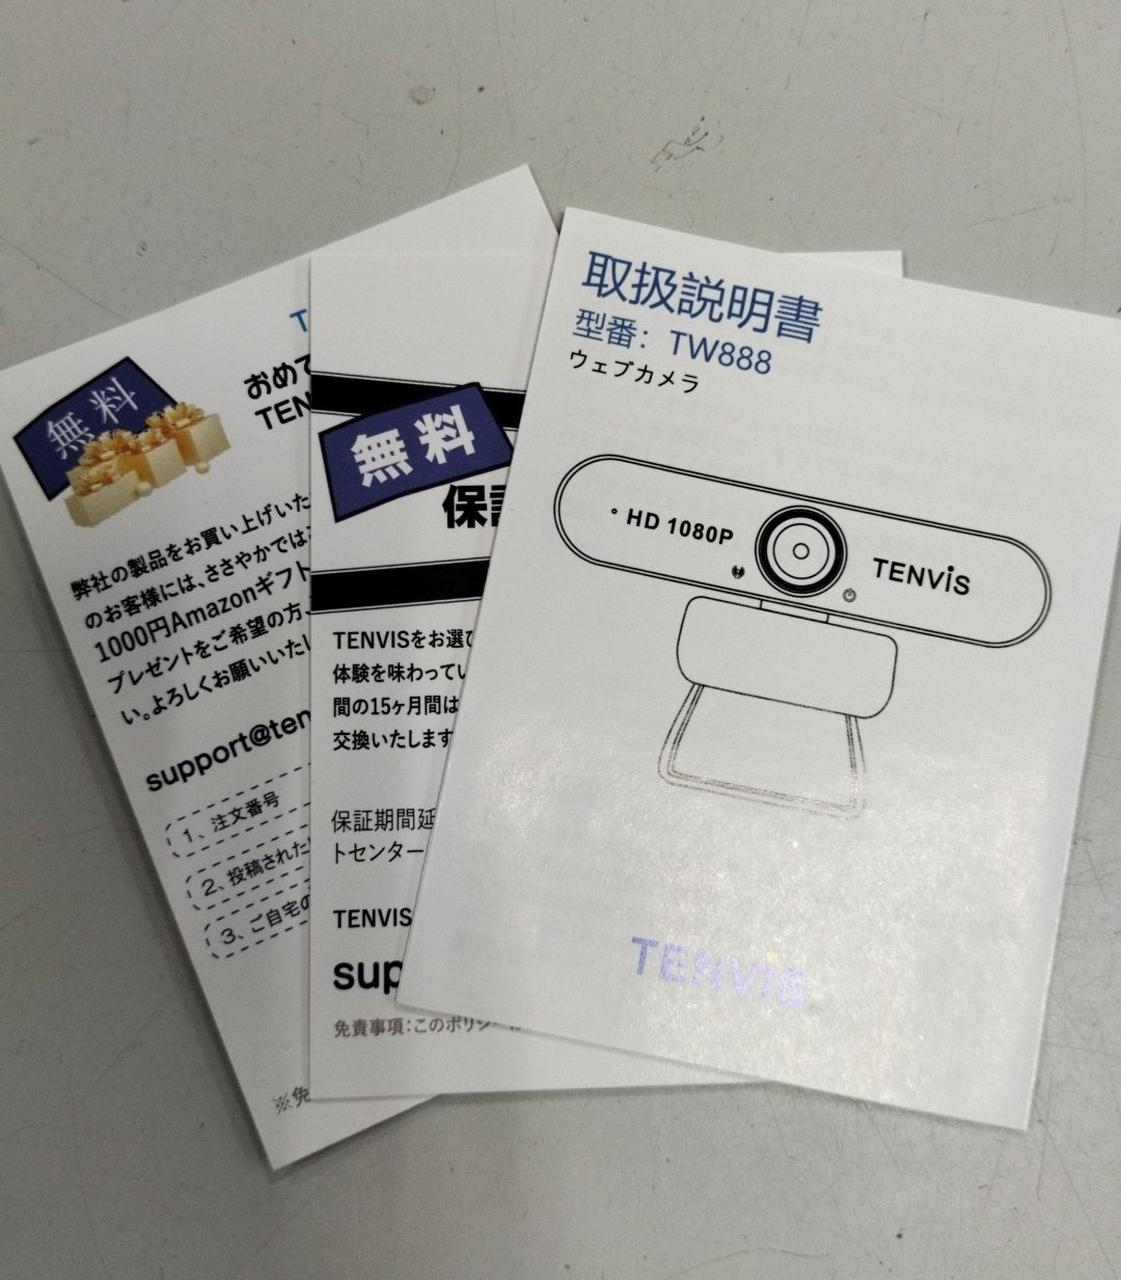 無料
T
おめで
TEN
弊社の製品をお買い上げいた
のお客様には、ささやかでは
1000円Amazonギフト
プレゼントをご希望の方、
い。よろしくお願いいたし
support@ten
1、注文番号
2、投稿された
3、ご自宅の
※免
無料
保証
TENVISをお選び
体験を味わってい
間の15ヶ月間は
交換いたします
保証期間延
トセンター
TENVIS
sup
免責事項:このポリシーは
取扱説明書
型番: TW888
ウェブカメラ
HD 1080P
TENVIS
TENVIS